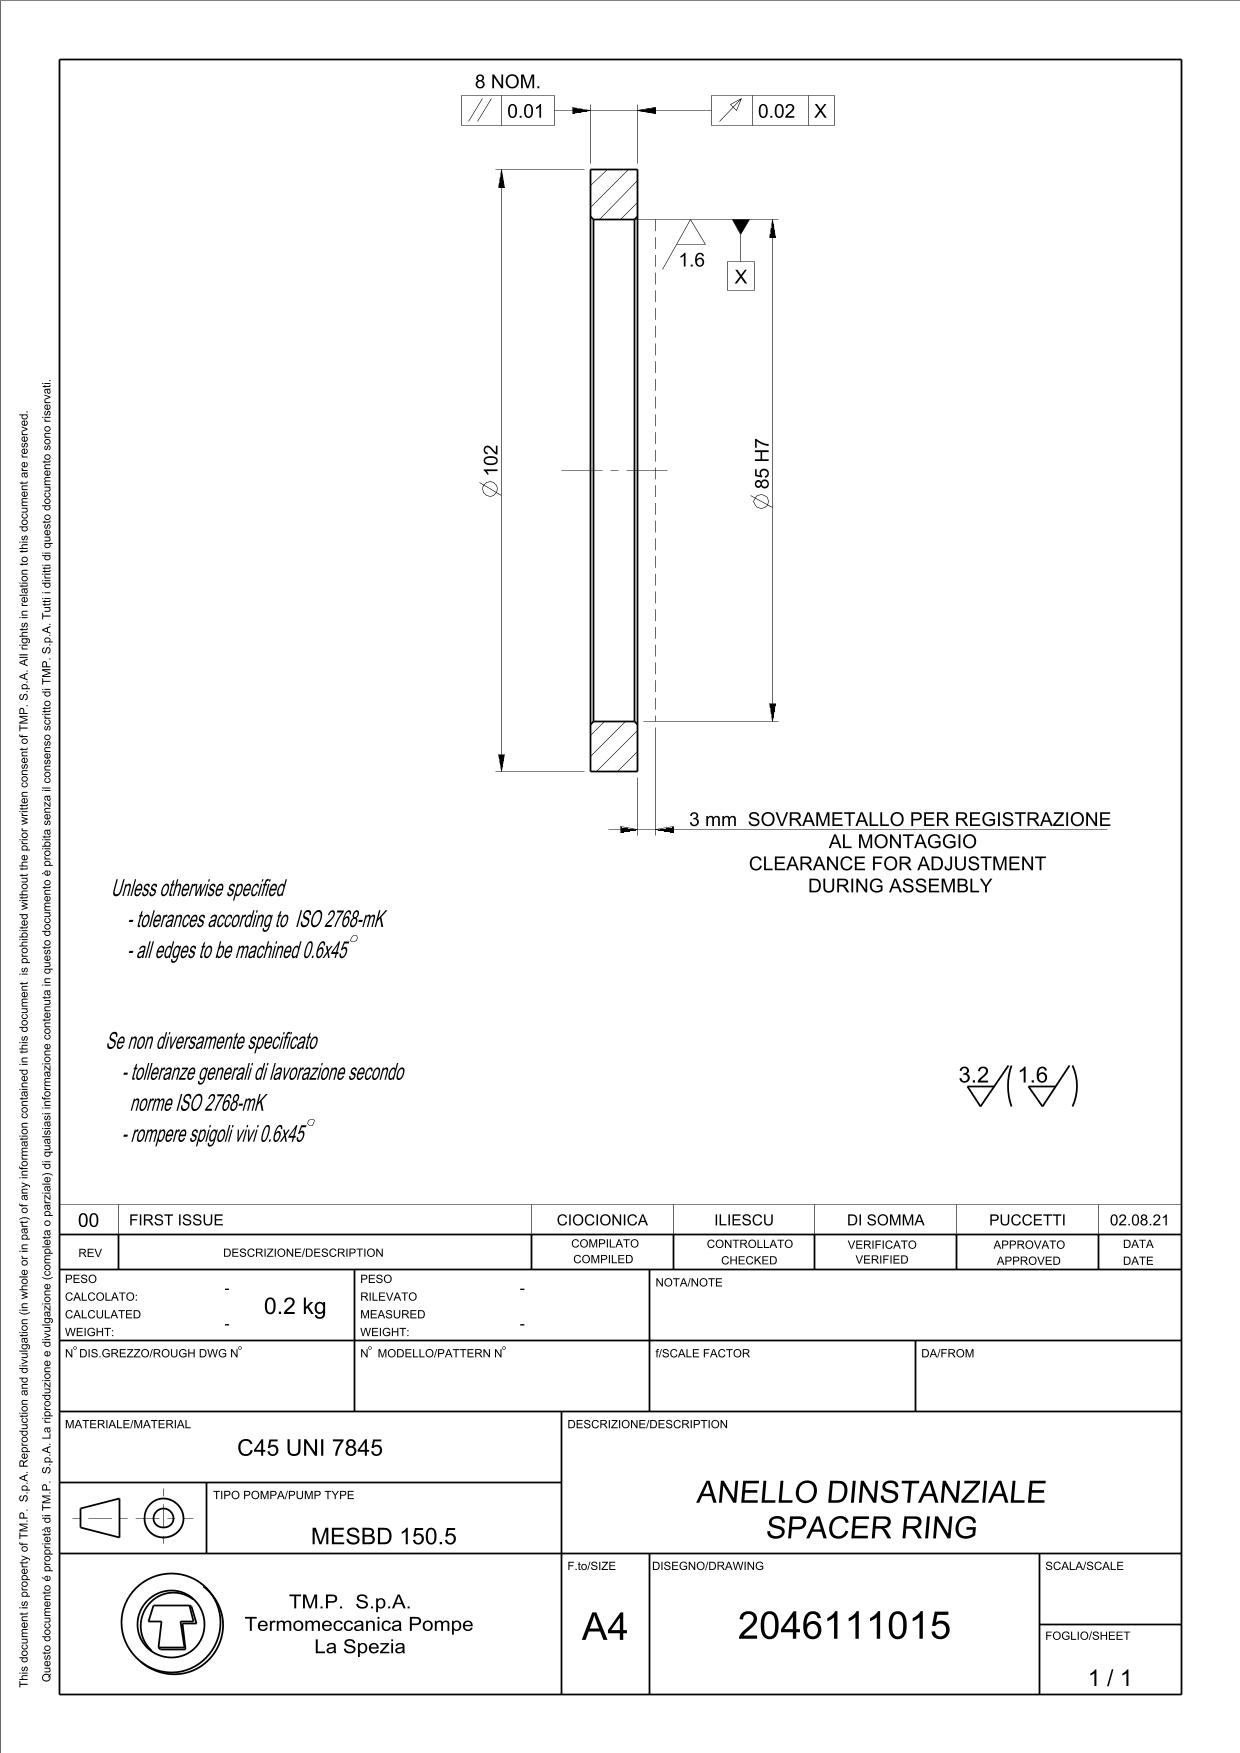 8 NOM.
// 0.01
0.02 X
1.6
X
Ø 102
Ø 85 H7
3 mm SOVRAMETALLO PER REGISTRAZIONE
AL MONTAGGIO
CLEARANCE FOR ADJUSTMENT
DURING ASSEMBLY
Unless otherwise specified
- tolerances according to ISO 2768-mK
- all edges to be machined 0.6x45°
Se non diversamente specificato
- tolleranze generali di lavorazione secondo
norme ISO 2768-mK
- rompere spigoli vivi 0.6x45°
3.2 ( 1.6 )
This document is property of TM.P. S.p.A. Reproduction and divulgation (in whole or in part) of any information contained in this document is prohibited without the prior written consent of TMP. S.p.A. All rights in relation to this document are reserved.
Questo documento é proprietà di TM.P. S.p.A. La riproduzione e divulgazione (completa o parziale) di qualsiasi informazione contenuta in questo documento è proibita senza il consenso scritto di TMP. S.p.A. Tutti i diritti di questo documento sono riservati.
00 FIRST ISSUE CIOCIONICA ILIESCU DI SOMMA PUCCETTI 02.08.21
REV DESCRIZIONE/DESCRIPTION
COMPILATO CONTROLLATO VERIFICATO APPROVATO DATA
COMPILED CHECKED VERIFIED APPROVED DATE
PESO
CALCOLATO: -
CALCULATED
WEIGHT: -
0.2 kg
PESO
RILEVATO -
MEASURED
WEIGHT: -
NOTA/NOTE
N° DIS.GREZZO/ROUGH DWG N°
N° MODELLO/PATTERN N°
f/SCALE FACTOR
DA/FROM
MATERIALE/MATERIAL
C45 UNI 7845
DESCRIZIONE/DESCRIPTION
ANELLO DINSTANZIALE
SPACER RING
TIPO POMPA/PUMP TYPE
MESBD 150.5
TM.P. S.p.A.
Termomeccanica Pompe
La Spezia
F.to/SIZE
A4
DISEGNO/DRAWING
2046111015
SCALA/SCALE
FOGLIO/SHEET
1 / 1